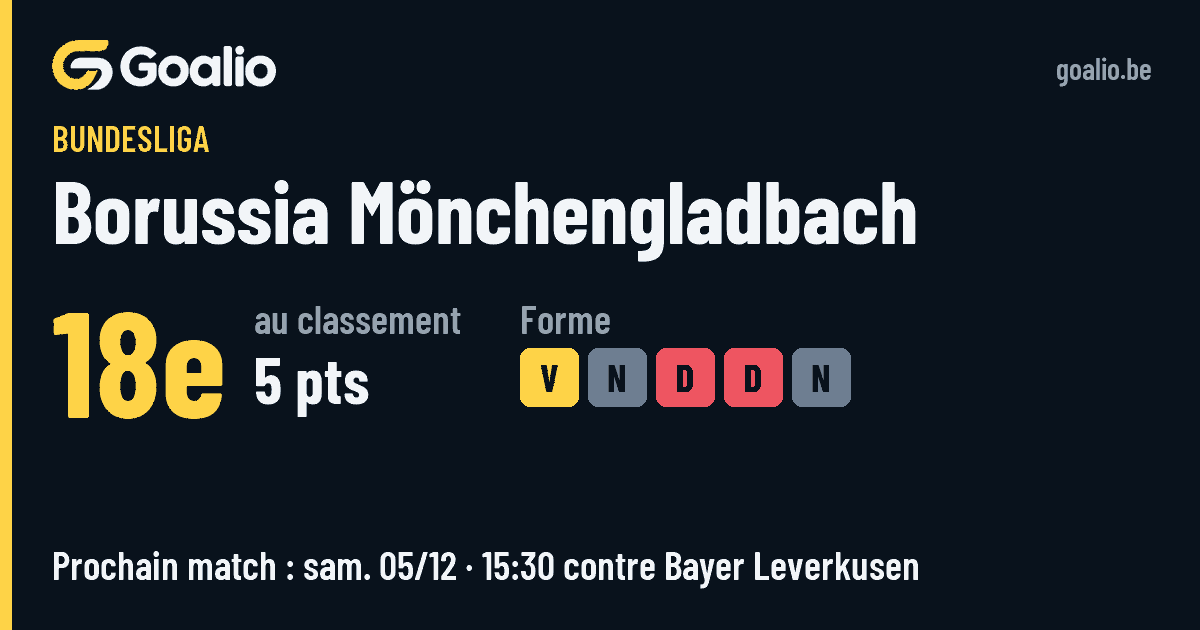 Goalio
goalio.be
BUNDESLIGA
Borussia Mönchengladbach
18e
au classement
5 pts
Forme
V N D D N
Prochain match : sam. 05/12 · 15:30 contre Bayer Leverkusen